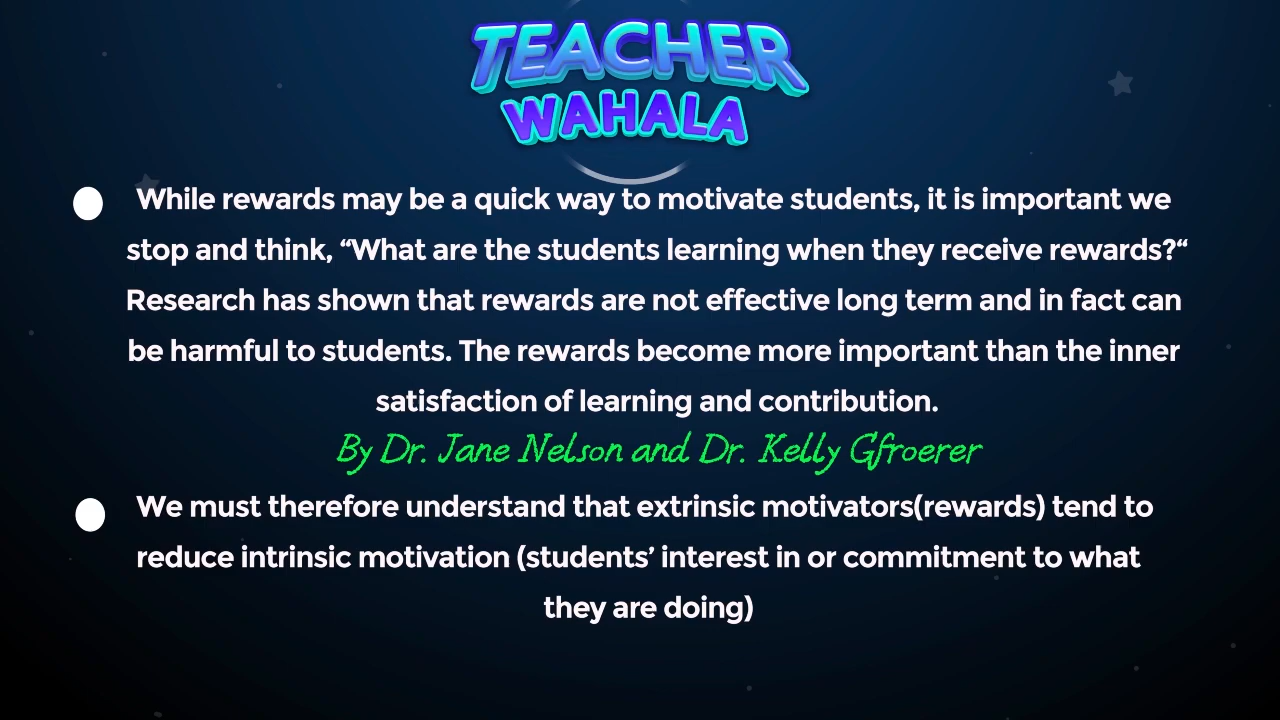 TEACHER
WAHALA
While rewards may be a quick way to motivate students, it is important we
stop and think, “What are the students learning when they receive rewards?“
Research has shown that rewards are not effective long term and in fact can
be harmful to students. The rewards become more important than the inner
satisfaction of learning and contribution.
By Dr. Jane Nelson and Dr. Kelly Gfroerer
We must therefore understand that extrinsic motivators(rewards) tend to
reduce intrinsic motivation (students’ interest in or commitment to what
they are doing)